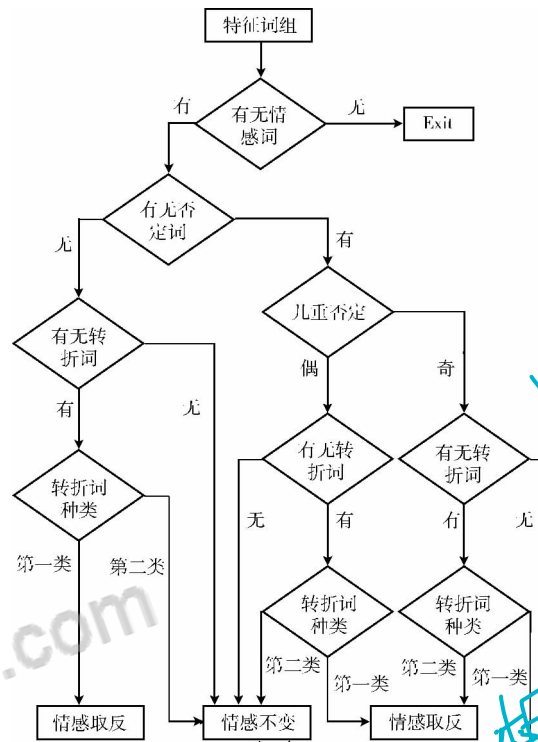 特征词组
有无情
感词
有
无
Exit
有无否
定词
无
有
有无转
折词
几重否定
有
无
偶
奇
转折词
种类
有无转
折词
有无转
折词
第一类
第二类
无
有
有
无
转折词
种类
转折词
种类
第二类
第一类
第二类
第一类
.com
情感取反
情感不变
情感取反